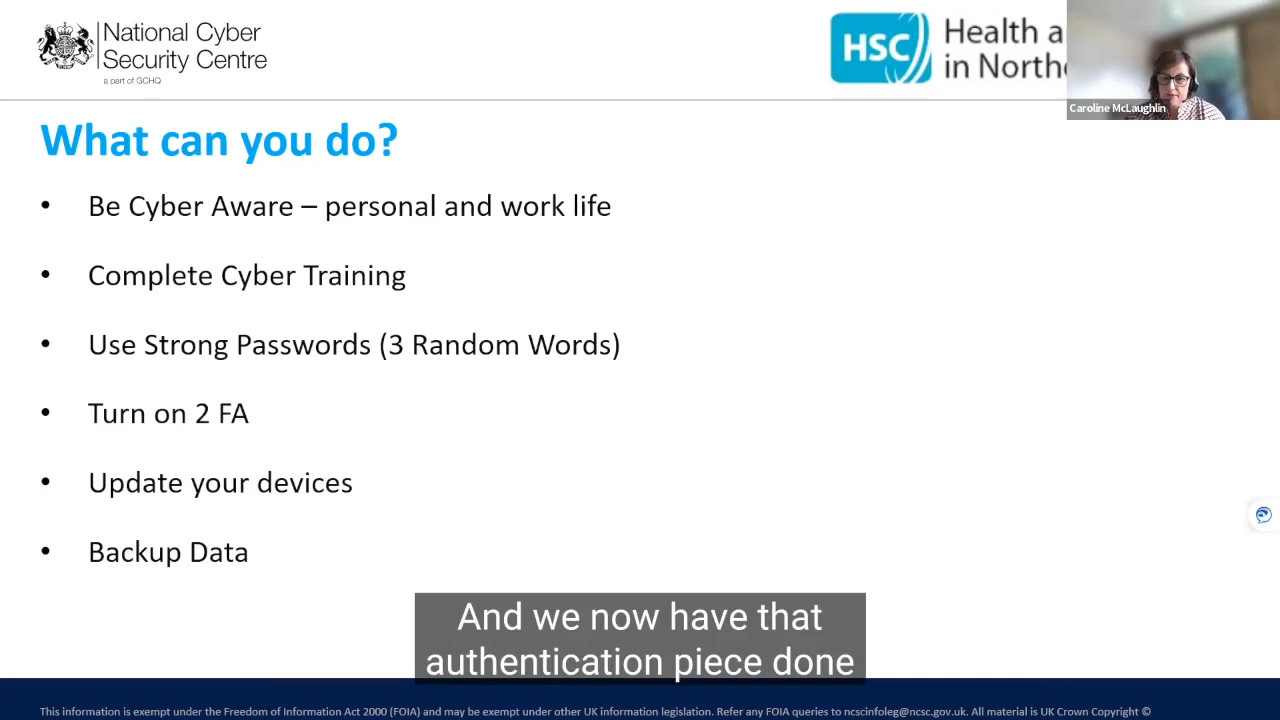 National Cyber
Security Centre
a part of GCHQ
HSC
Health a
in Northe
Caroline McLaughlin
What can you do?
• Be Cyber Aware – personal and work life
• Complete Cyber Training
• Use Strong Passwords (3 Random Words)
• Turn on 2 FA
• Update your devices
• Backup Data
And we now have that
authentication piece done
This information is exempt under the Freedom of Information Act 2000 (FOIA) and may be exempt under other UK information legislation. Refer any FOIA queries to ncscinfoleg@ncsc.gov.uk. All material is UK Crown Copyright ©